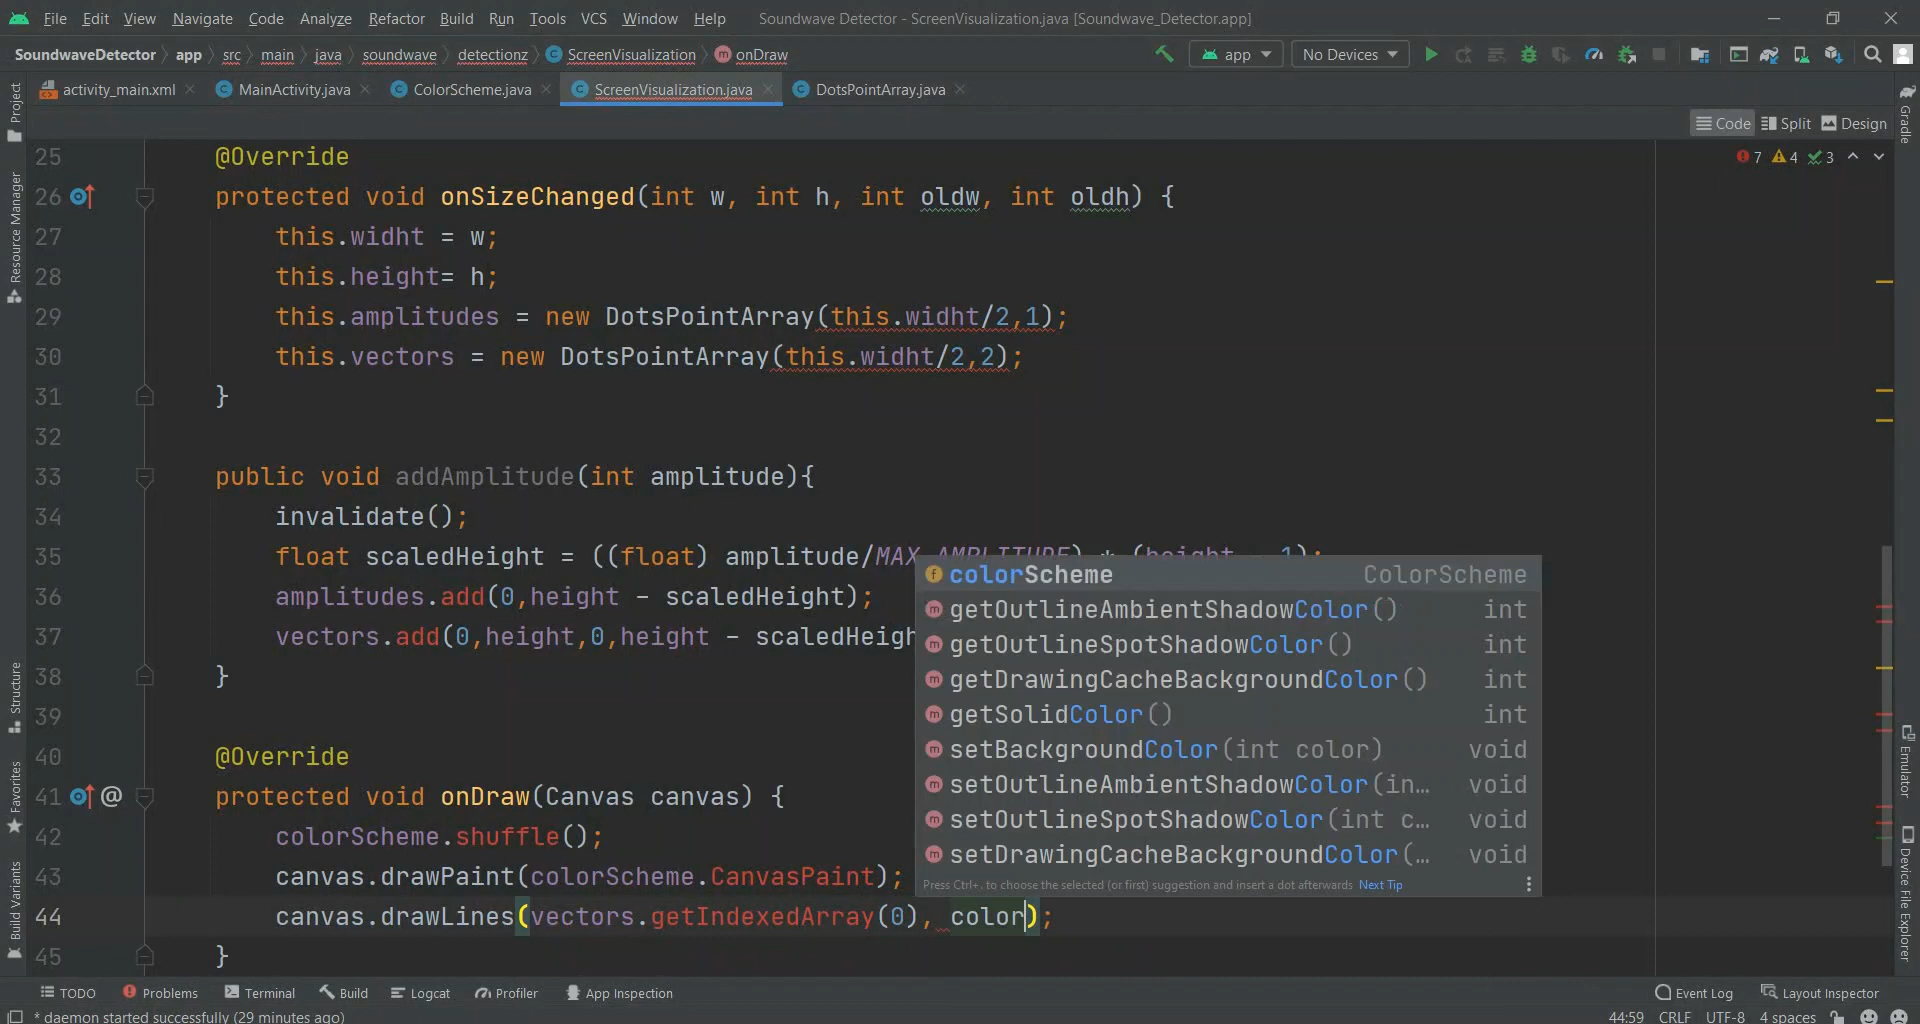 File Edit View Navigate Code Analyze Refactor Build Run Tools VCS Window Help Soundwave Detector - ScreenVisualization.java [Soundwave_Detector.app]
SoundwaveDetector app src main java soundwave detectionz ScreenVisualization onDraw app No Devices
activity_main.xml MainActivity.java ColorScheme.java ScreenVisualization.java DotsPointArray.java
Code Split Design
7 4 3
25 @Override
26 protected void onSizeChanged(int w, int h, int oldw, int oldh) {
27 this.widht = w;
28 this.height= h;
29 this.amplitudes = new DotsPointArray(this.widht/2,1);
30 this.vectors = new DotsPointArray(this.widht/2,2);
31 }
32
33 public void addAmplitude(int amplitude){
34 invalidate();
35 float scaledHeight = ((float) amplitude/MAX_AMPLITUDE) * (height - 1);
36 amplitudes.add(0,height - scaledHeight);
37 vectors.add(0,height,0,height - scaledHeigh
38 }
39
40 @Override
41 @ protected void onDraw(Canvas canvas) {
42 colorScheme.shuffle();
43 canvas.drawPaint(colorScheme.CanvasPaint);
44 canvas.drawLines(vectors.getIndexedArray(0), color);
45 }
colorScheme ColorScheme
getOutlineAmbientShadowColor() int
getOutlineSpotShadowColor() int
getDrawingCacheBackgroundColor() int
getSolidColor() int
setBackgroundColor(int color) void
setOutlineAmbientShadowColor(in… void
setOutlineSpotShadowColor(int c… void
setDrawingCacheBackgroundColor(… void
Press Ctrl+. to choose the selected (or first) suggestion and insert a dot afterwards Next Tip
Project
Resource Manager
Structure
Favorites
Build Variants
Gradle
Emulator
Device File Explorer
TODO Problems Terminal Build Logcat Profiler App Inspection Event Log Layout Inspector
* daemon started successfully (29 minutes ago) 44:59 CRLF UTF-8 4 spaces